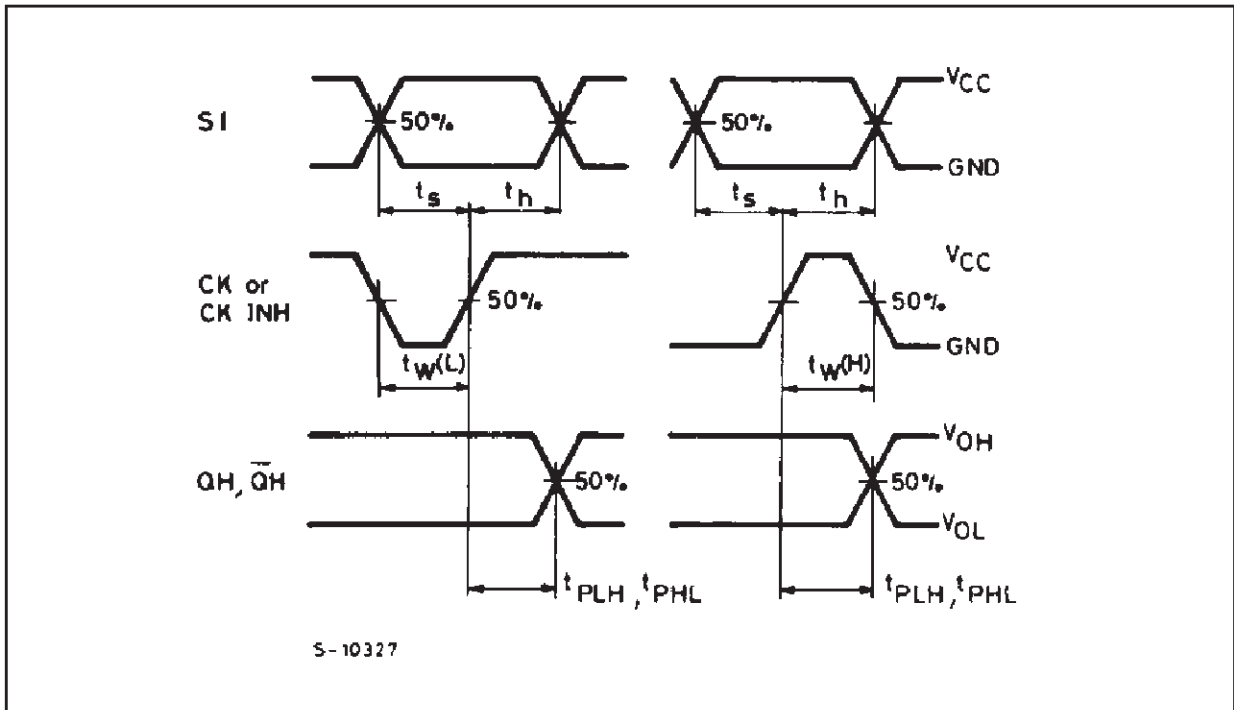 SI 50% 50% VCC
GND
ts th ts th
CK or
CK INH 50% 50% VCC
GND
tW(L) tW(H)
QH, Q̅H̅ 50% 50% VOH
VOL
tPLH, tPHL tPLH, tPHL
S-10327